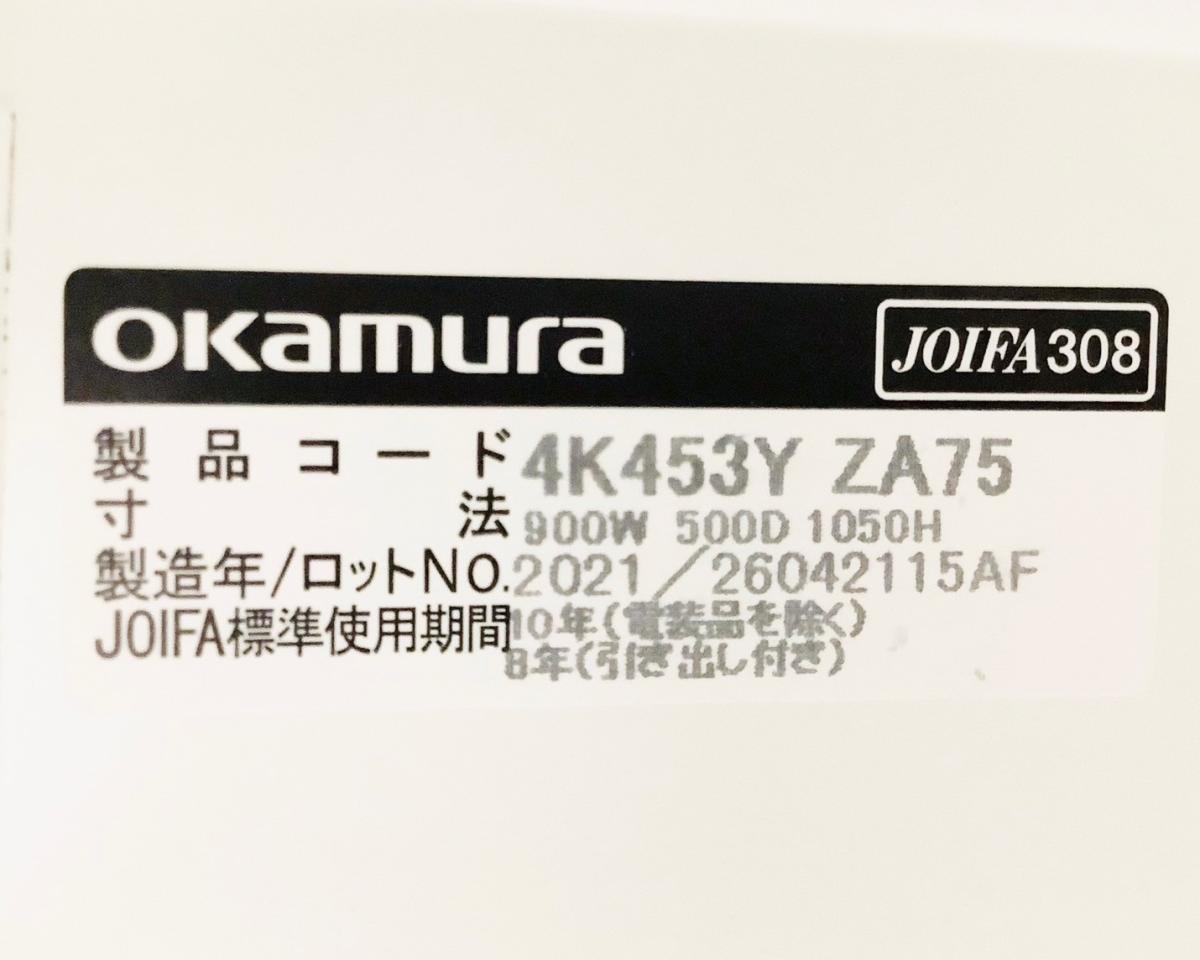 okamura JOIFA308
製品コード 4K453Y ZA75
寸法 900W 500D 1050H
製造年/ロットNo. 2021／26042115AF
JOIFA標準使用期間 10年(電装品を除く)
8年(引き出し付き)